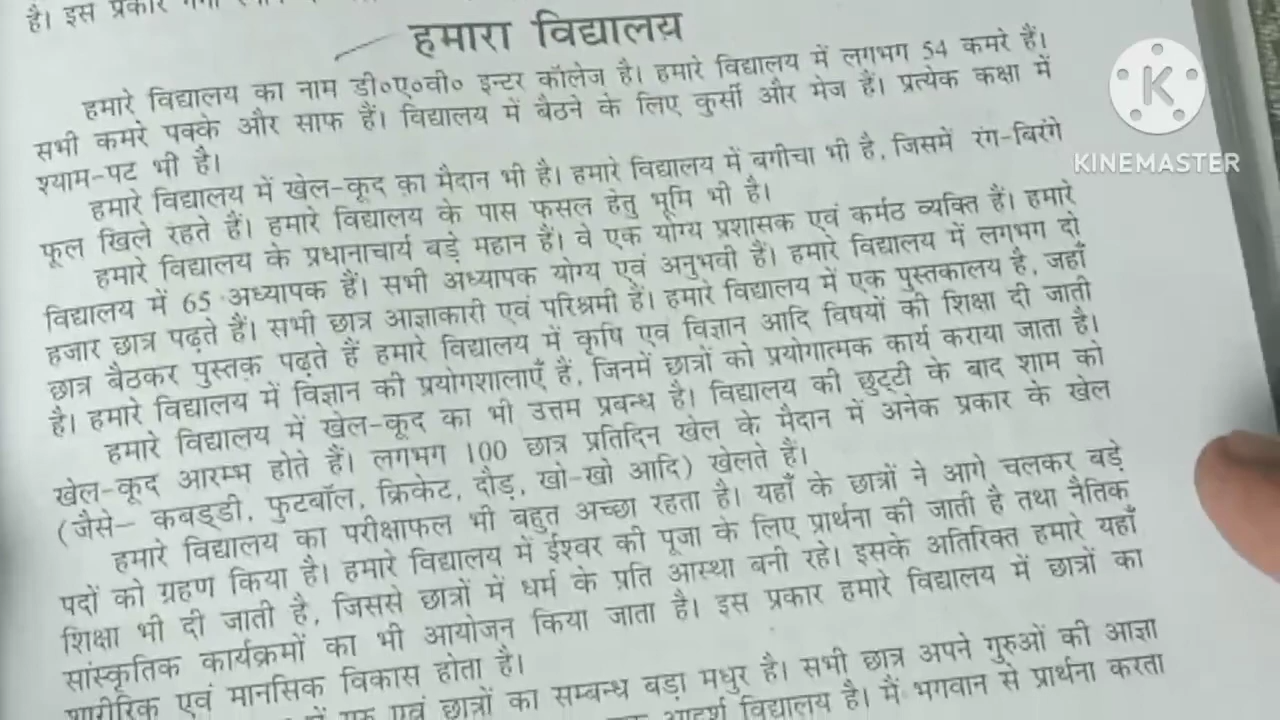 है। इस प्रकार
हमारा विद्यालय
हमारे विद्यालय का नाम डी०ए०वी० इन्टर कॉलेज है। हमारे विद्यालय में लगभग 54 कमरे हैं।
सभी कमरे पक्के और साफ हैं। विद्यालय में बैठने के लिए कुर्सी और मेज हैं। प्रत्येक कक्षा में
श्याम-पट भी है।
हमारे विद्यालय में खेल-कूद का मैदान भी है। हमारे विद्यालय में बगीचा भी है, जिसमें रंग-बिरंगे
फूल खिले रहते हैं। हमारे विद्यालय के पास फसल हेतु भूमि भी है।
हमारे विद्यालय के प्रधानाचार्य बड़े महान हैं। वे एक योग्य प्रशासक एवं कर्मठ व्यक्ति हैं। हमारे
विद्यालय में 65 अध्यापक हैं। सभी अध्यापक योग्य एवं अनुभवी हैं। हमारे विद्यालय में लगभग दो
हजार छात्र पढ़ते हैं। सभी छात्र आज्ञाकारी एवं परिश्रमी हैं। हमारे विद्यालय में एक पुस्तकालय है, जहाँ
छात्र बैठकर पुस्तक पढ़ते हैं हमारे विद्यालय में कृषि एवं विज्ञान आदि विषयों की शिक्षा दी जाती
है। हमारे विद्यालय में विज्ञान की प्रयोगशालाएँ हैं, जिनमें छात्रों को प्रयोगात्मक कार्य कराया जाता है।
हमारे विद्यालय में खेल-कूद का भी उत्तम प्रबन्ध है। विद्यालय की छुट्टी के बाद शाम को
खेल-कूद आरम्भ होते हैं। लगभग 100 छात्र प्रतिदिन खेल के मैदान में अनेक प्रकार के खेल
(जैसे- कबड्डी, फुटबॉल, क्रिकेट, दौड़, खो-खो आदि) खेलते हैं।
हमारे विद्यालय का परीक्षाफल भी बहुत अच्छा रहता है। यहाँ के छात्रों ने आगे चलकर बड़े
पदों को ग्रहण किया है। हमारे विद्यालय में ईश्वर की पूजा के लिए प्रार्थना की जाती है तथा नैतिक
शिक्षा भी दी जाती है, जिससे छात्रों में धर्म के प्रति आस्था बनी रहे। इसके अतिरिक्त हमारे यहाँ
सांस्कृतिक कार्यक्रमों का भी आयोजन किया जाता है। इस प्रकार हमारे विद्यालय में छात्रों का
शारीरिक एवं मानसिक विकास होता है।
एवं छात्रों का सम्बन्ध बड़ा मधुर है। सभी छात्र अपने गुरुओं की आज्ञा
आदर्श विद्यालय है। मैं भगवान से प्रार्थना करता
KINEMASTER